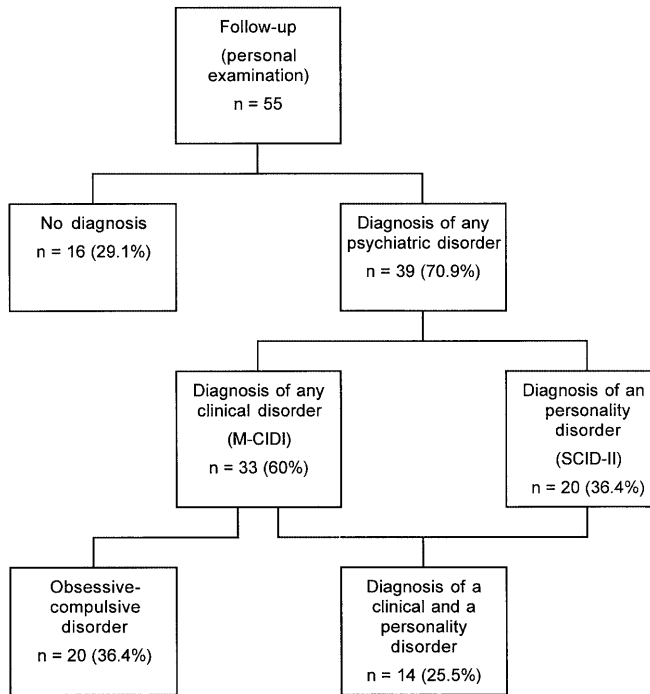 Follow-up
(personal
examination)
n = 55
No diagnosis
n = 16 (29.1%)
Diagnosis of any
psychiatric disorder
n = 39 (70.9%)
Diagnosis of any
clinical disorder
(M-CIDI)
n = 33 (60%)
Diagnosis of an
personality
disorder
(SCID-II)
n = 20 (36.4%)
Obsessive-
compulsive
disorder
n = 20 (36.4%)
Diagnosis of a
clinical and a
personality disorder
n = 14 (25.5%)